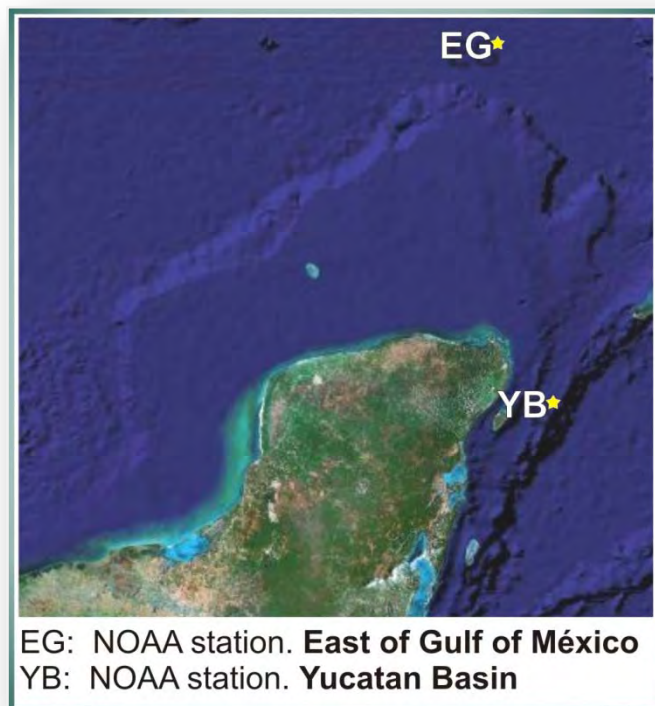 EG
YB
EG: NOAA station. East of Gulf of México
YB: NOAA station. Yucatan Basin